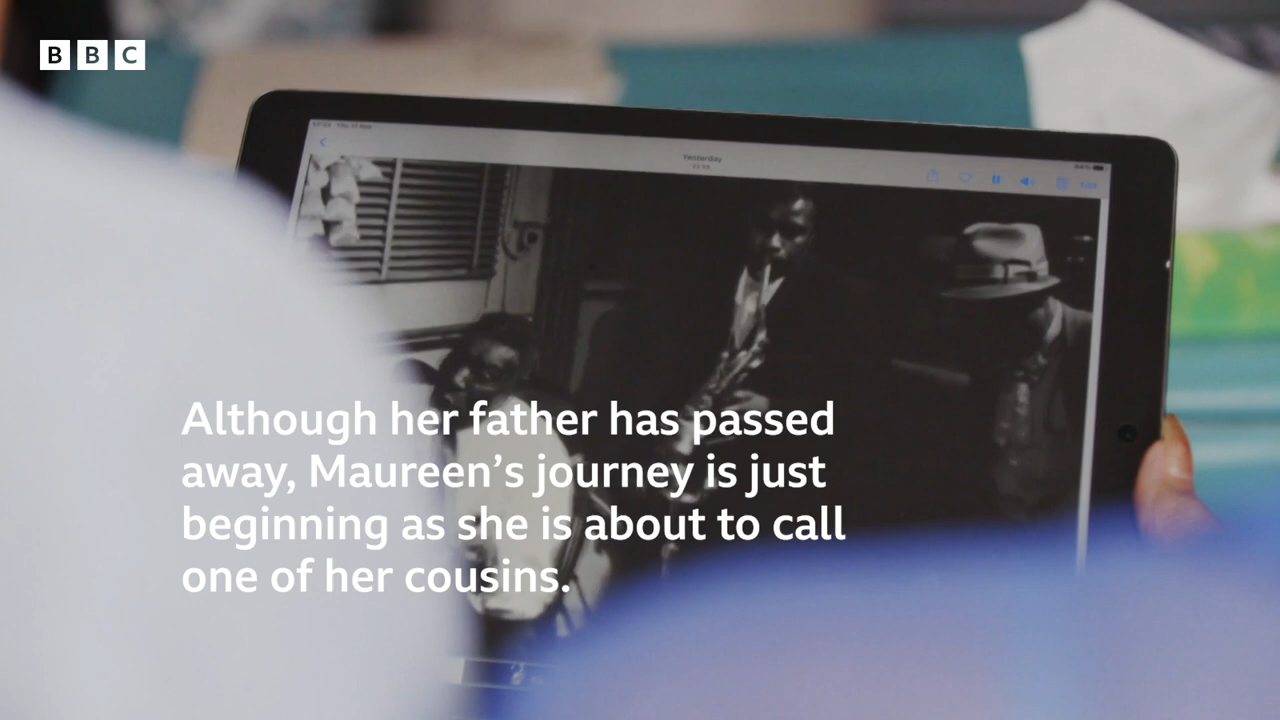 BBC
Yesterday
Although her father has passed
away, Maureen's journey is just
beginning as she is about to call
one of her cousins.